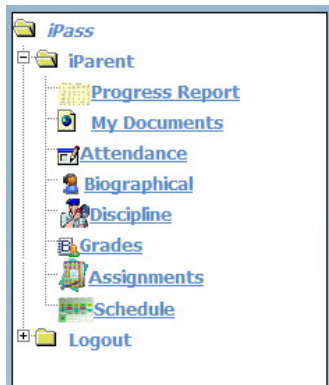 iPass
iParent
Progress Report
My Documents
Attendance
Biographical
Discipline
Grades
Assignments
Schedule
Logout